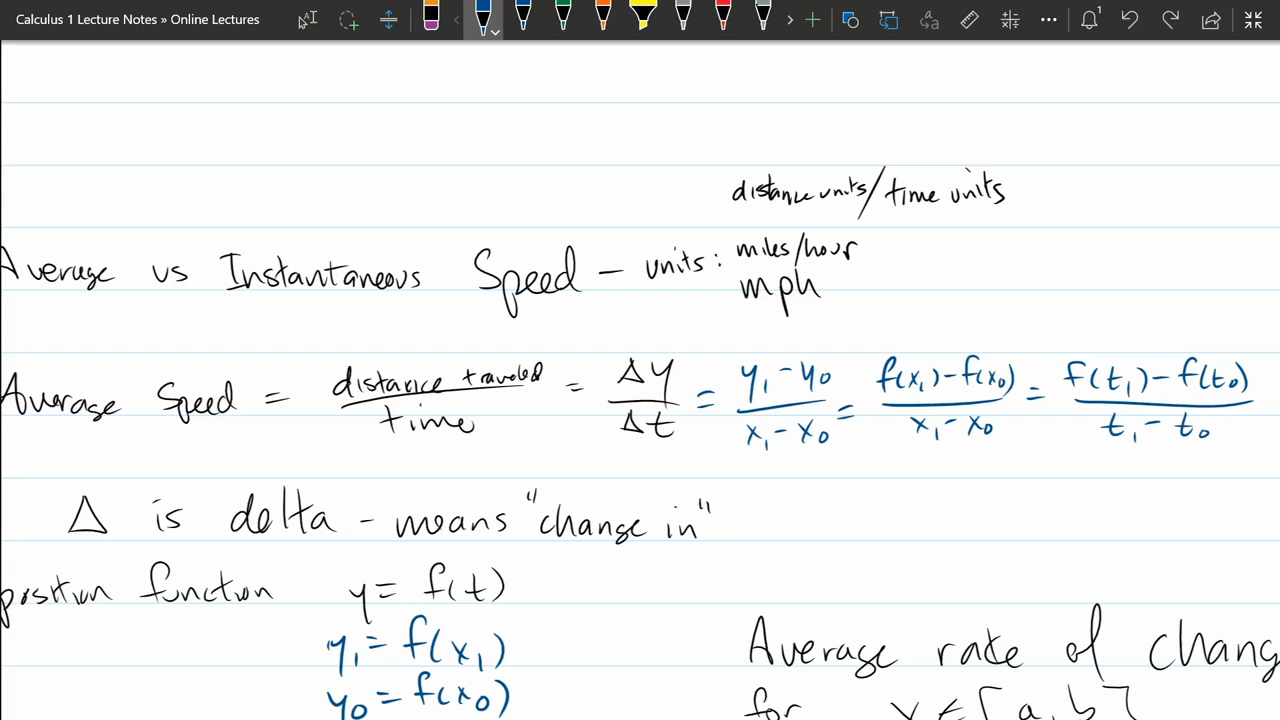 Calculus 1 Lecture Notes » Online Lectures
distance units/time units
Average vs Instantaneous Speed - units: miles/hour
mph
Average Speed = distance traveled/time = Δy/Δt = y₁-y₀/x₁-x₀ = f(x₁)-f(x₀)/x₁-x₀ = f(t₁)-f(t₀)/t₁-t₀
Δ is delta - means "change in"
position function y = f(t)
y₁ = f(x₁)
y₀ = f(x₀)
Average rate of chang
for x ∈ [a,b]